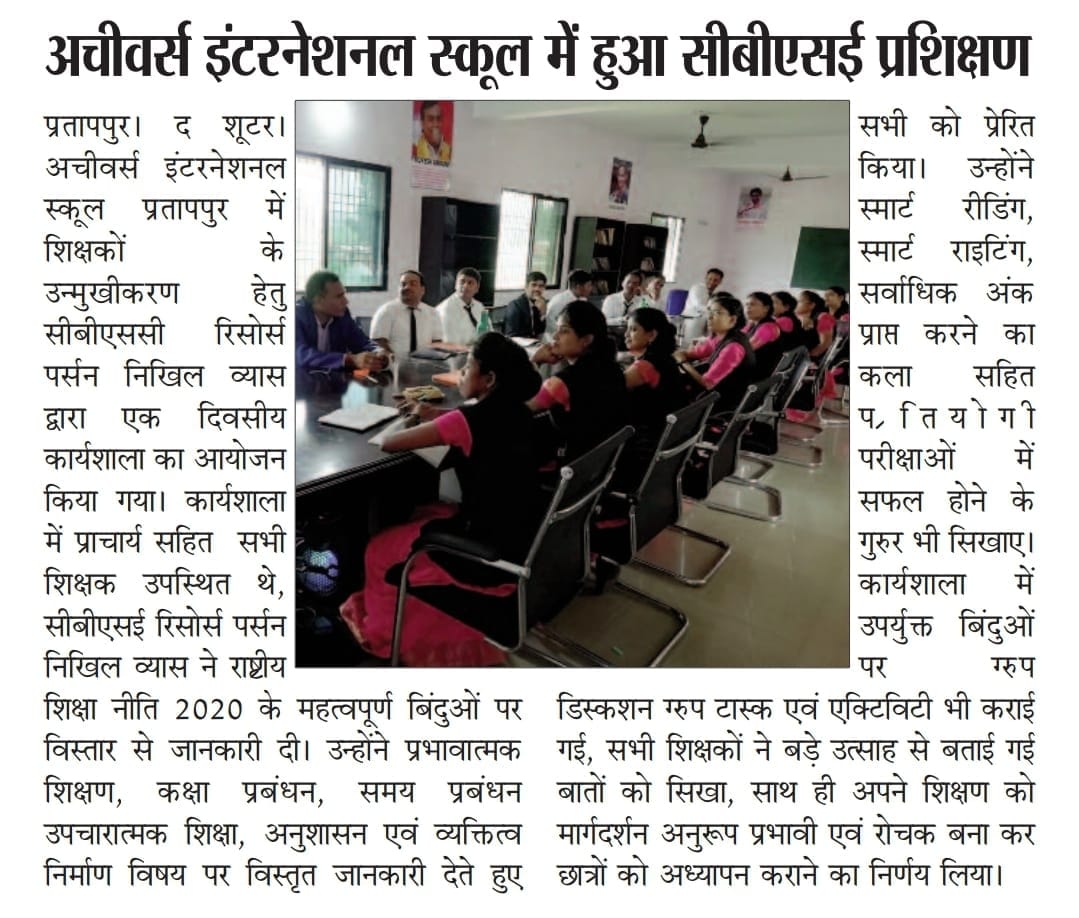 अचीवर्स इंटरनेशनल स्कूल में हुआ सीबीएसई प्रशिक्षण
प्रतापपुर। द शूटर।
अचीवर्स इंटरनेशनल
स्कूल प्रतापपुर में
शिक्षकों के
उन्मुखीकरण हेतु
सीबीएससी रिसोर्स
पर्सन निखिल व्यास
द्वारा एक दिवसीय
कार्यशाला का आयोजन
किया गया। कार्यशाला
में प्राचार्य सहित सभी
शिक्षक उपस्थित थे,
सीबीएसई रिसोर्स पर्सन
निखिल व्यास ने राष्ट्रीय
शिक्षा नीति 2020 के महत्वपूर्ण बिंदुओं पर
विस्तार से जानकारी दी। उन्होंने प्रभावात्मक
शिक्षण, कक्षा प्रबंधन, समय प्रबंधन
उपचारात्मक शिक्षा, अनुशासन एवं व्यक्तित्व
निर्माण विषय पर विस्तृत जानकारी देते हुए
सभी को प्रेरित
किया। उन्होंने
स्मार्ट रीडिंग,
स्मार्ट राइटिंग,
सर्वाधिक अंक
प्राप्त करने का
कला सहित
प्रतियोगी
परीक्षाओं में
सफल होने के
गुरुर भी सिखाए।
कार्यशाला में
उपर्युक्त बिंदुओं
पर ग्रुप
डिस्कशन ग्रुप टास्क एवं एक्टिविटी भी कराई
गई, सभी शिक्षकों ने बड़े उत्साह से बताई गई
बातों को सिखा, साथ ही अपने शिक्षण को
मार्गदर्शन अनुरूप प्रभावी एवं रोचक बना कर
छात्रों को अध्यापन कराने का निर्णय लिया।